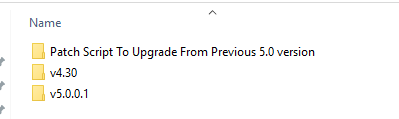 Name
Patch Script To Upgrade From Previous 5.0 version
v4.30
v5.0.0.1